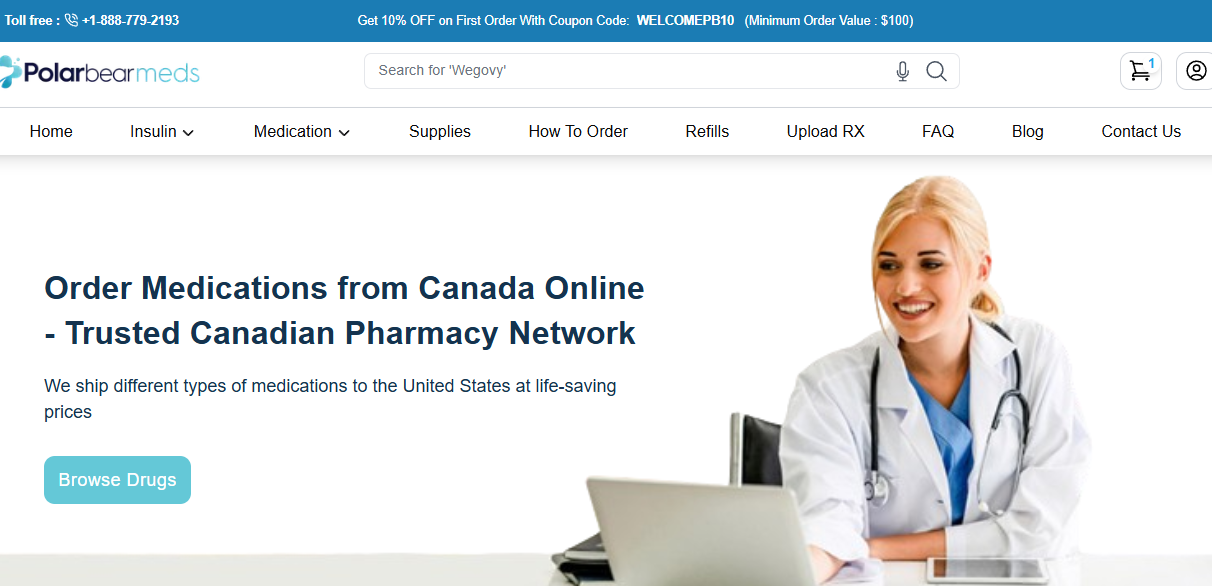 Toll free : +1-888-779-2193
Get 10% OFF on First Order With Coupon Code: WELCOMEPB10 (Minimum Order Value : $100)
Polarbearmeds
Search for 'Wegovy'
1
Home Insulin Medication Supplies How To Order Refills Upload RX FAQ Blog Contact Us
Order Medications from Canada Online
- Trusted Canadian Pharmacy Network
We ship different types of medications to the United States at life-saving
prices
Browse Drugs